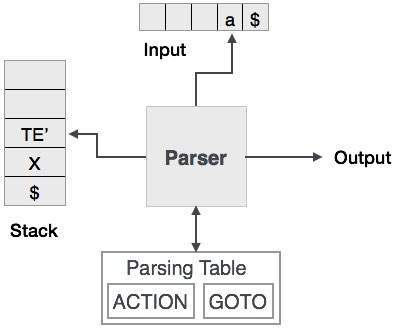 a $
Input
TE’
X
$
Stack
Parser
Output
Parsing Table
ACTION GOTO